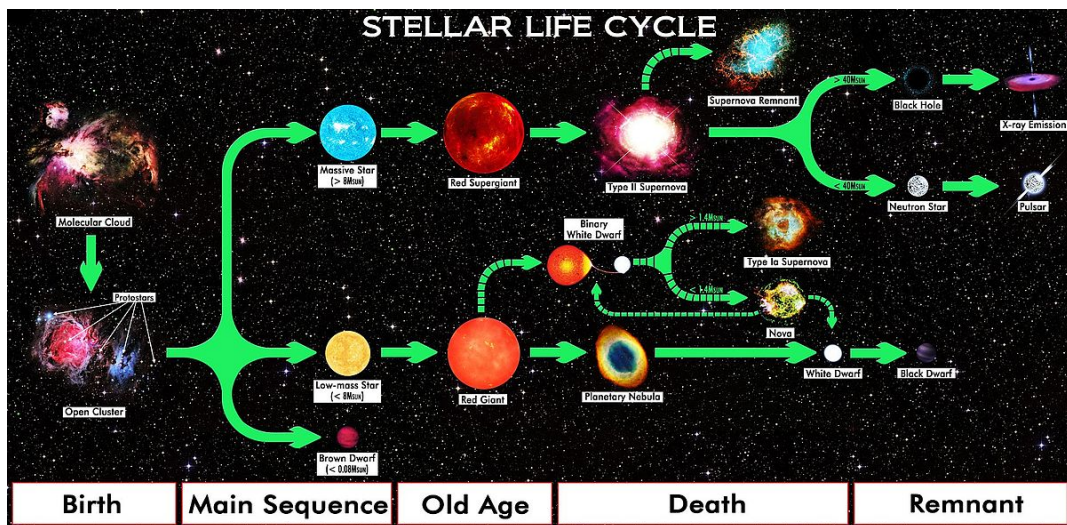 STELLAR LIFE CYCLE
Molecular Cloud
Protostars
Open Cluster
Massive Star
(> 8MSUN)
Low-mass Star
(< 8MSUN)
Brown Dwarf
(< 0.08MSUN)
Red Supergiant
Red Giant
Type II Supernova
Supernova Remnant
Binary
White Dwarf
> 1.4MSUN
< 1.4MSUN
Type Ia Supernova
Nova
Planetary Nebula
White Dwarf
Black Dwarf
> 40MSUN
< 40MSUN
Black Hole
X-ray Emission
Neutron Star
Pulsar
Birth
Main Sequence
Old Age
Death
Remnant